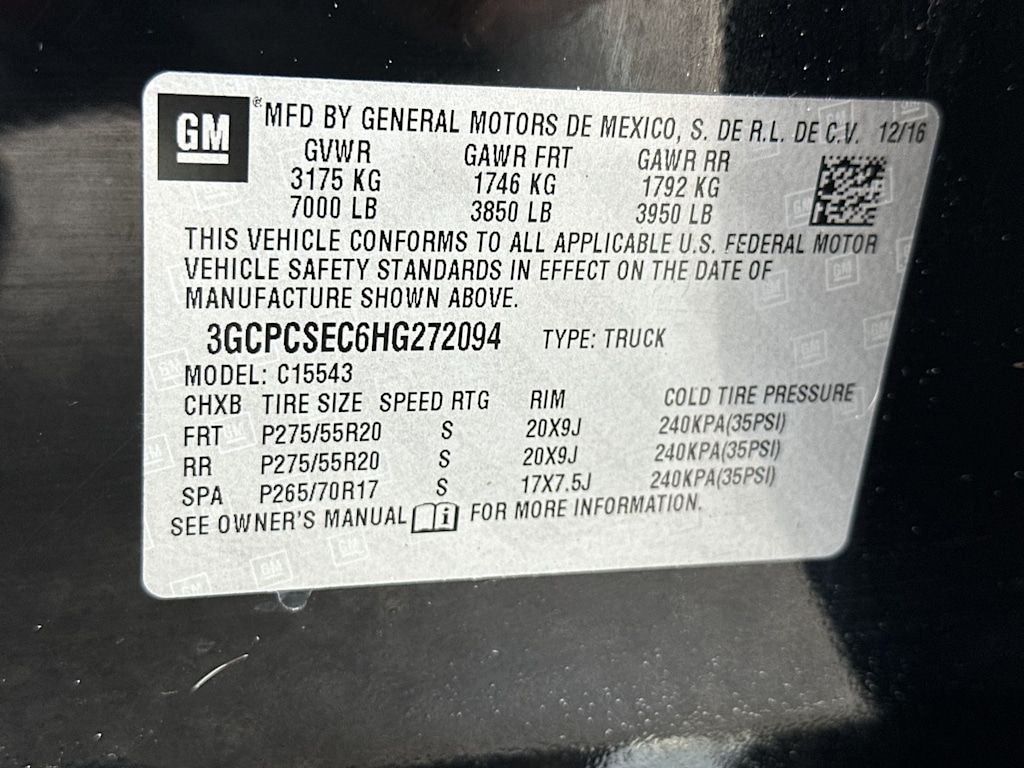 GM ® MFD BY GENERAL MOTORS DE MEXICO, S. DE R.L. DE C.V. 12/16
GVWR GAWR FRT GAWR RR
3175 KG 1746 KG 1792 KG
7000 LB 3850 LB 3950 LB
THIS VEHICLE CONFORMS TO ALL APPLICABLE U.S. FEDERAL MOTOR
VEHICLE SAFETY STANDARDS IN EFFECT ON THE DATE OF
MANUFACTURE SHOWN ABOVE.
3GCPCSEC6HG272094 TYPE: TRUCK
MODEL: C15543
CHXB TIRE SIZE SPEED RTG RIM COLD TIRE PRESSURE
FRT P275/55R20 S 20X9J 240KPA(35PSI)
RR P275/55R20 S 20X9J 240KPA(35PSI)
SPA P265/70R17 S 17X7.5J 240KPA(35PSI)
SEE OWNER'S MANUAL i FOR MORE INFORMATION.